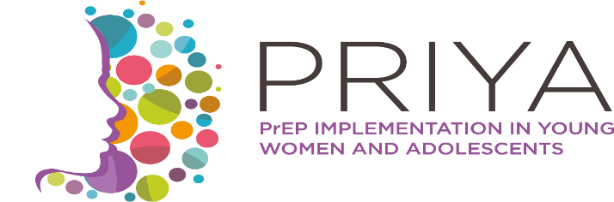 PRIYA
PrEP IMPLEMENTATION IN YOUNG
WOMEN AND ADOLESCENTS